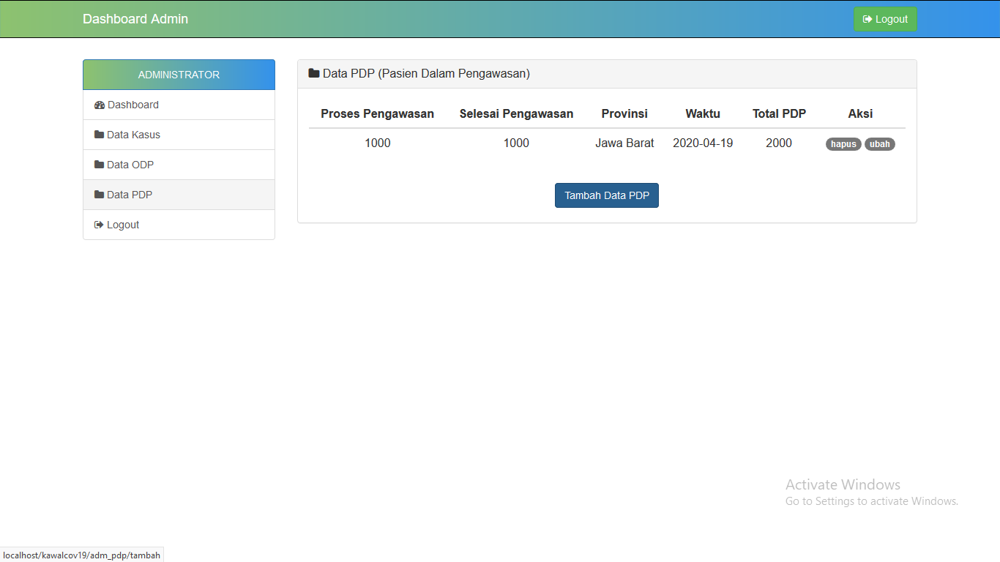 Dashboard Admin
Logout
ADMINISTRATOR
Dashboard
Data Kasus
Data ODP
Data PDP
Logout
Data PDP (Pasien Dalam Pengawasan)
Proses Pengawasan Selesai Pengawasan Provinsi Waktu Total PDP Aksi
1000 1000 Jawa Barat 2020-04-19 2000 hapus ubah
Tambah Data PDP
Activate Windows
Go to Settings to activate Windows.
localhost/kawalcov19/adm_pdp/tambah